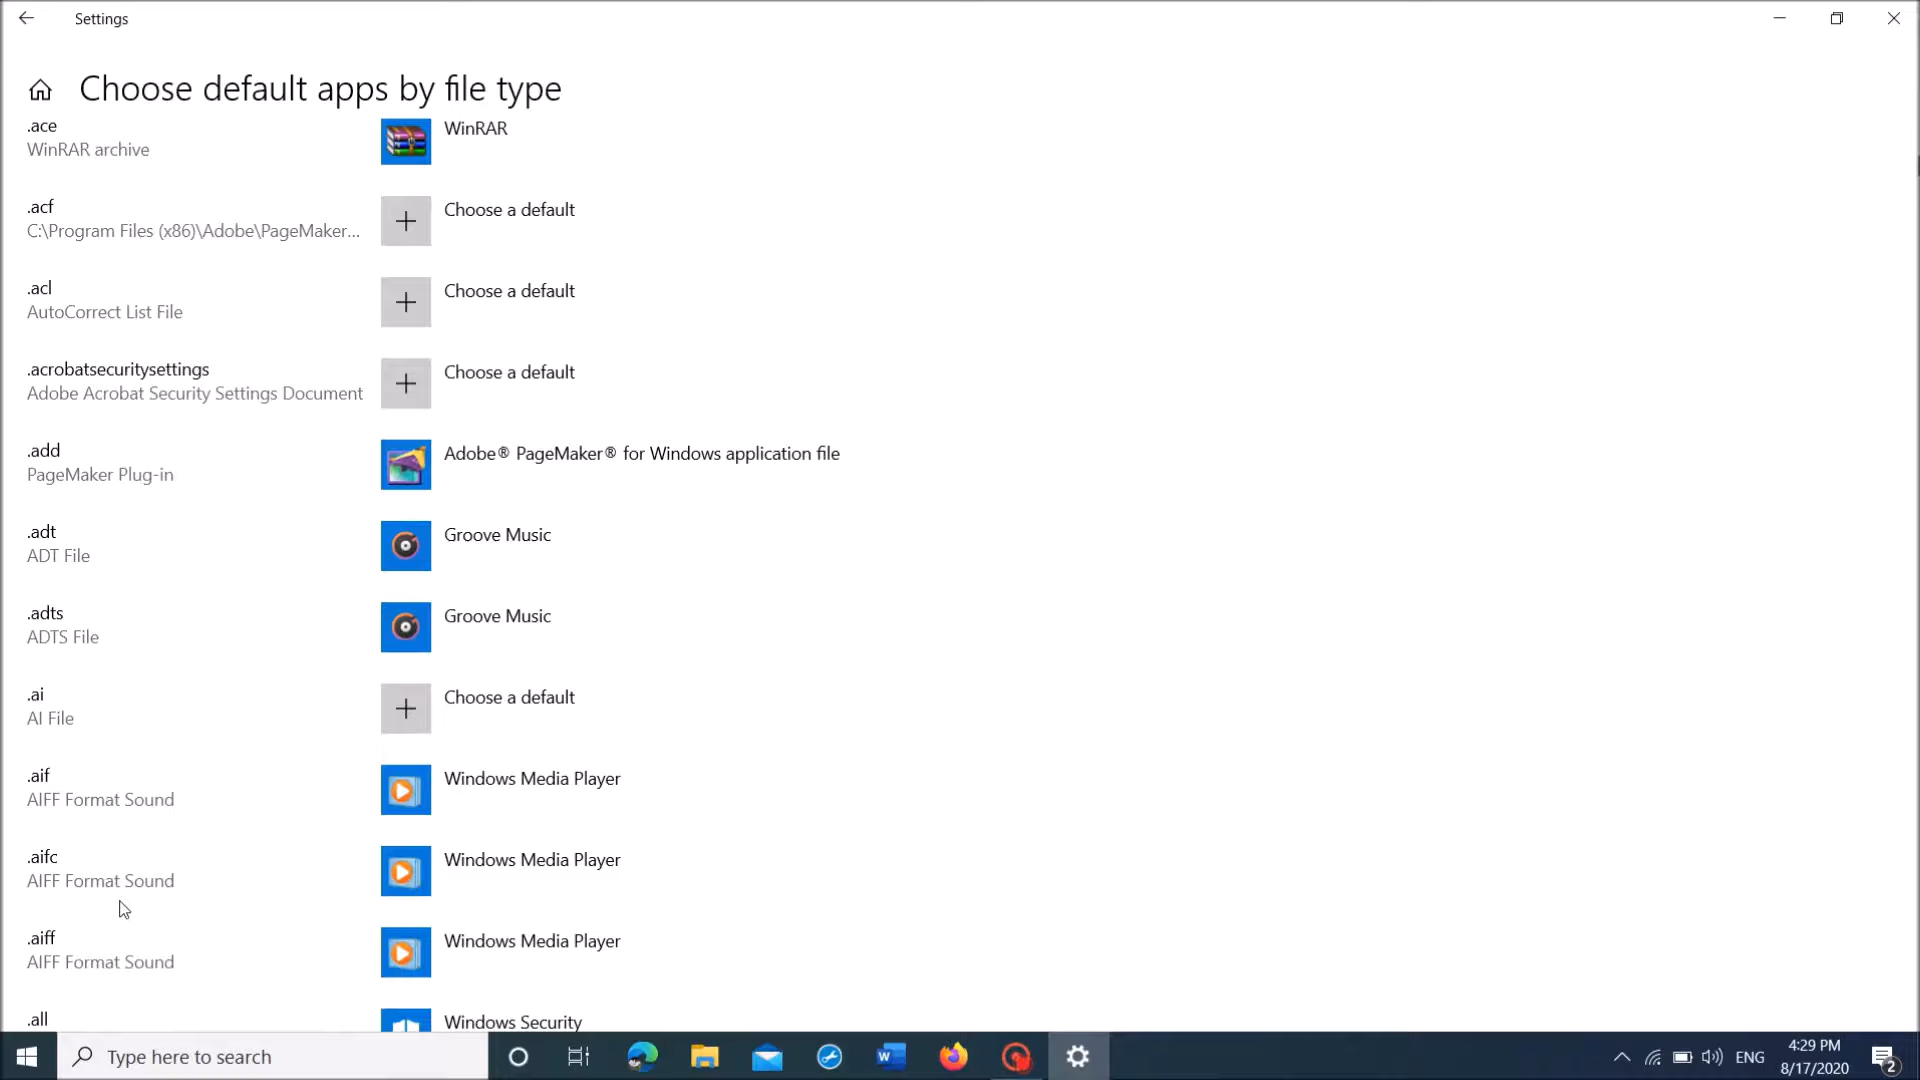 Settings
Choose default apps by file type
.ace
WinRAR archive
WinRAR
.acf
C:\Program Files (x86)\Adobe\PageMaker...
Choose a default
.acl
AutoCorrect List File
Choose a default
.acrobatsecuritysettings
Adobe Acrobat Security Settings Document
Choose a default
.add
PageMaker Plug-in
Adobe® PageMaker® for Windows application file
.adt
ADT File
Groove Music
.adts
ADTS File
Groove Music
.ai
AI File
Choose a default
.aif
AIFF Format Sound
Windows Media Player
.aifc
AIFF Format Sound
Windows Media Player
.aiff
AIFF Format Sound
Windows Media Player
.all
Windows Security
Type here to search
W
ENG
4:29 PM
8/17/2020
2